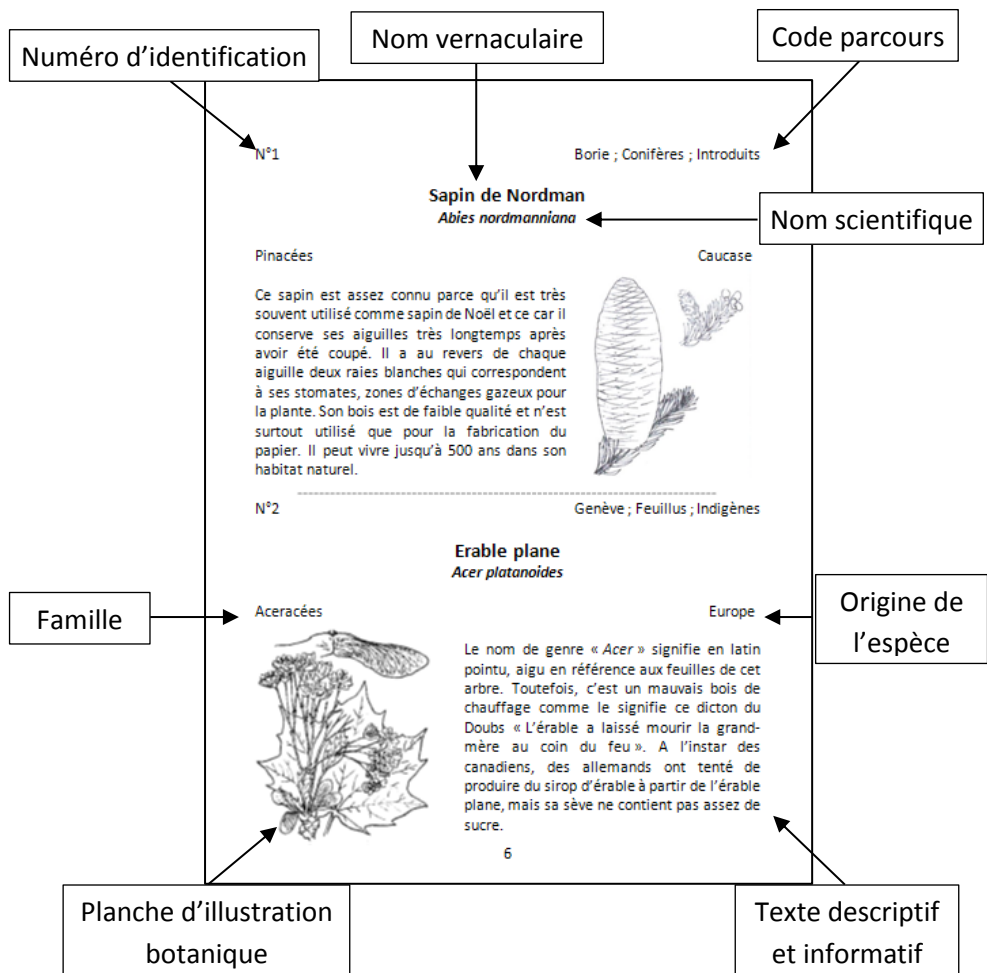 Numéro d'identification
Nom vernaculaire
Code parcours
N°1
Borie ; Conifères ; Introduits
Sapin de Nordman
Abies nordmanniana
Nom scientifique
Pinacées
Caucase
Ce sapin est assez connu parce qu'il est très
souvent utilisé comme sapin de Noël et ce car il
conserve ses aiguilles très longtemps après
avoir été coupé. Il a au revers de chaque
aiguille deux raies blanches qui correspondent
à ses stomates, zones d'échanges gazeux pour
la plante. Son bois est de faible qualité et n'est
surtout utilisé que pour la fabrication du
papier. Il peut vivre jusqu'à 500 ans dans son
habitat naturel.
N°2
Genève ; Feuillus ; Indigènes
Erable plane
Acer platanoides
Famille
Aceracées
Europe
Origine de
l'espèce
Le nom de genre « Acer » signifie en latin
pointu, aigu en référence aux feuilles de cet
arbre. Toutefois, c'est un mauvais bois de
chauffage comme le signifie ce dicton du
Doubs « L'érable a laissé mourir la grand-
mère au coin du feu ». A l'instar des
canadiens, des allemands ont tenté de
produire du sirop d'érable à partir de l'érable
plane, mais sa sève ne contient pas assez de
sucre.
6
Planche d'illustration
botanique
Texte descriptif
et informatif